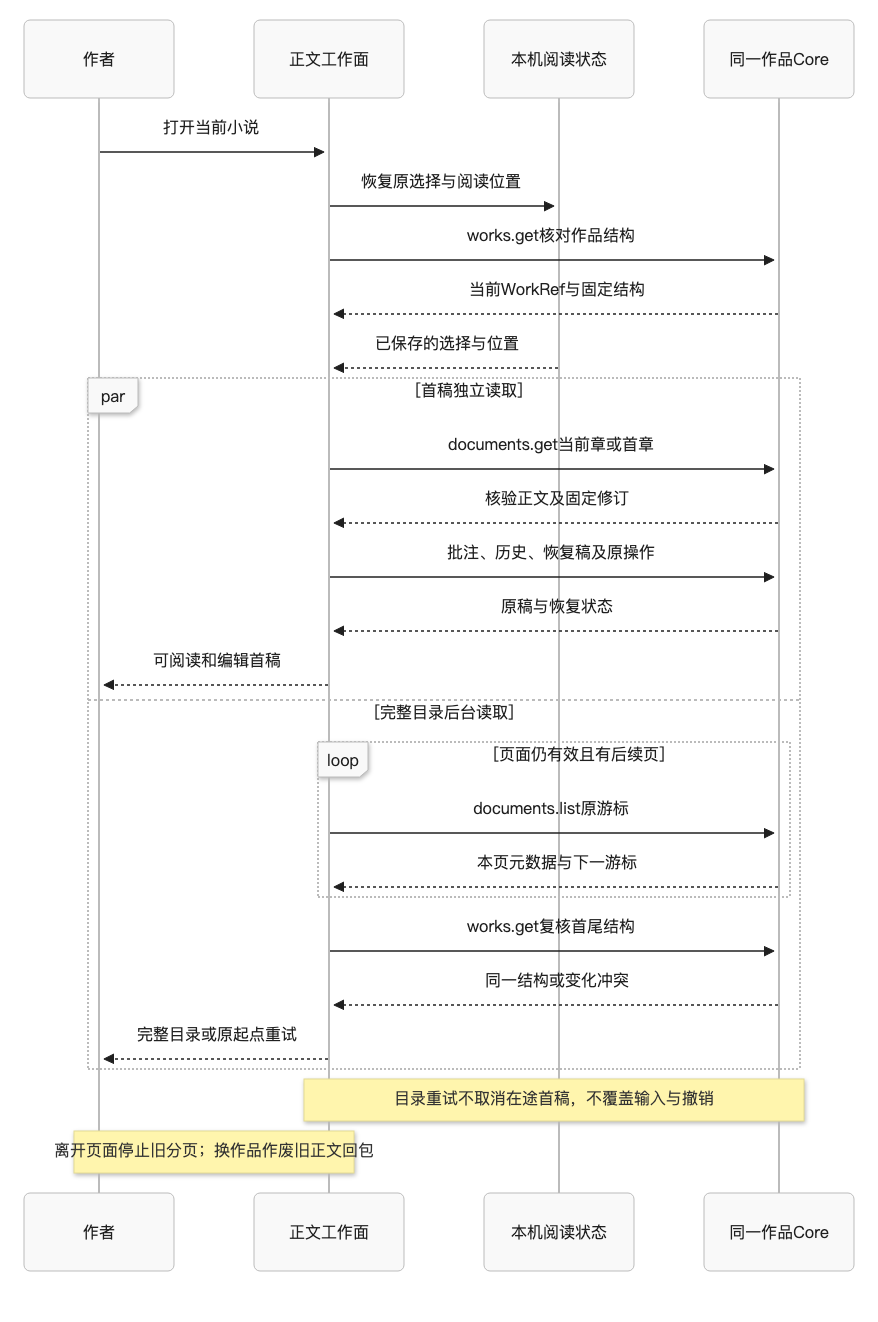 作者
正文工作面
本机阅读状态
同一作品Core
打开当前小说
恢复原选择与阅读位置
works.get核对作品结构
当前WorkRef与固定结构
已保存的选择与位置
par
[首稿独立读取]
documents.get当前章或首章
核验正文及固定修订
批注、历史、恢复稿及原操作
原稿与恢复状态
可阅读和编辑首稿
[完整目录后台读取]
loop
[页面仍有效且有后续页]
documents.list原游标
本页元数据与下一游标
works.get复核首尾结构
同一结构或变化冲突
完整目录或原起点重试
目录重试不取消在途首稿，不覆盖输入与撤销
离开页面停止旧分页；换作品作废旧正文回包
作者
正文工作面
本机阅读状态
同一作品Core